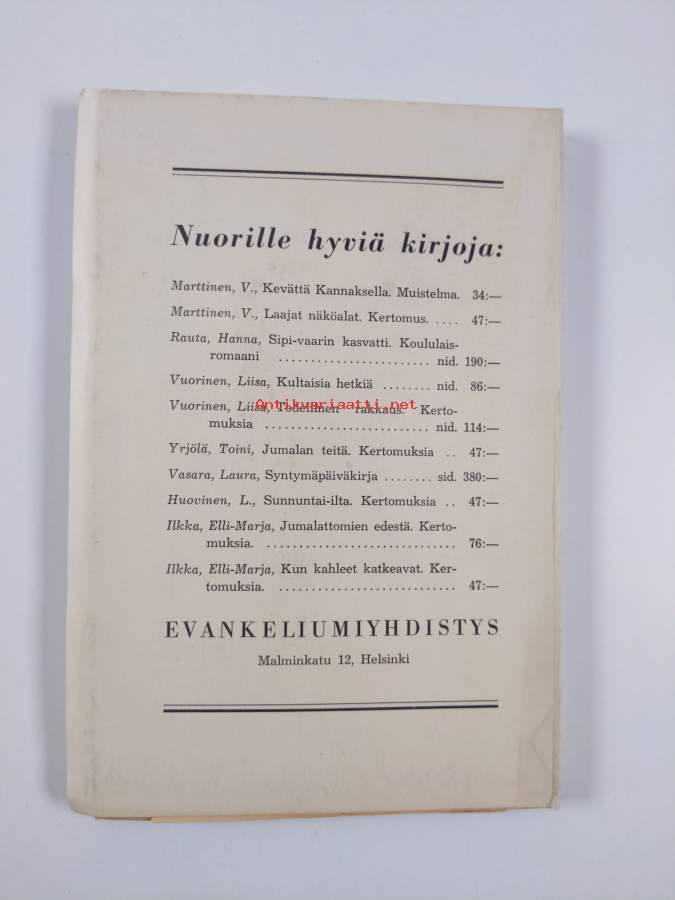 Nuorille hyviä kirjoja:
Marttinen, V., Kevättä Kannaksella. Muistelma. 34:—
Marttinen, V., Laajat näköalat. Kertomus. .... 47:—
Rauta, Hanna, Sipi-vaarin kasvatti. Koululais-
romaani ....................... nid. 190:—
Vuorinen, Liisa, Kultaisia hetkiä ........ nid. 86:—
Antikvariaatti.net
Vuorinen, Liisa, Todellinen rakkaus. Kerto-
muksia ......................... nid. 114:—
Yrjölä, Toini, Jumalan teitä. Kertomuksia .. 47:—
Vasara, Laura, Syntymäpäiväkirja ........ sid. 380:—
Huovinen, L., Sunnuntai-ilta. Kertomuksia .. 47:—
Ilkka, Elli-Marja, Jumalattomien edestä. Kerto-
muksia. ............................. 76:—
Ilkka, Elli-Marja, Kun kahleet katkeavat. Ker-
tomuksia. ........................... 47:—
EVANKELIUMIYHDISTYS
Malminkatu 12, Helsinki